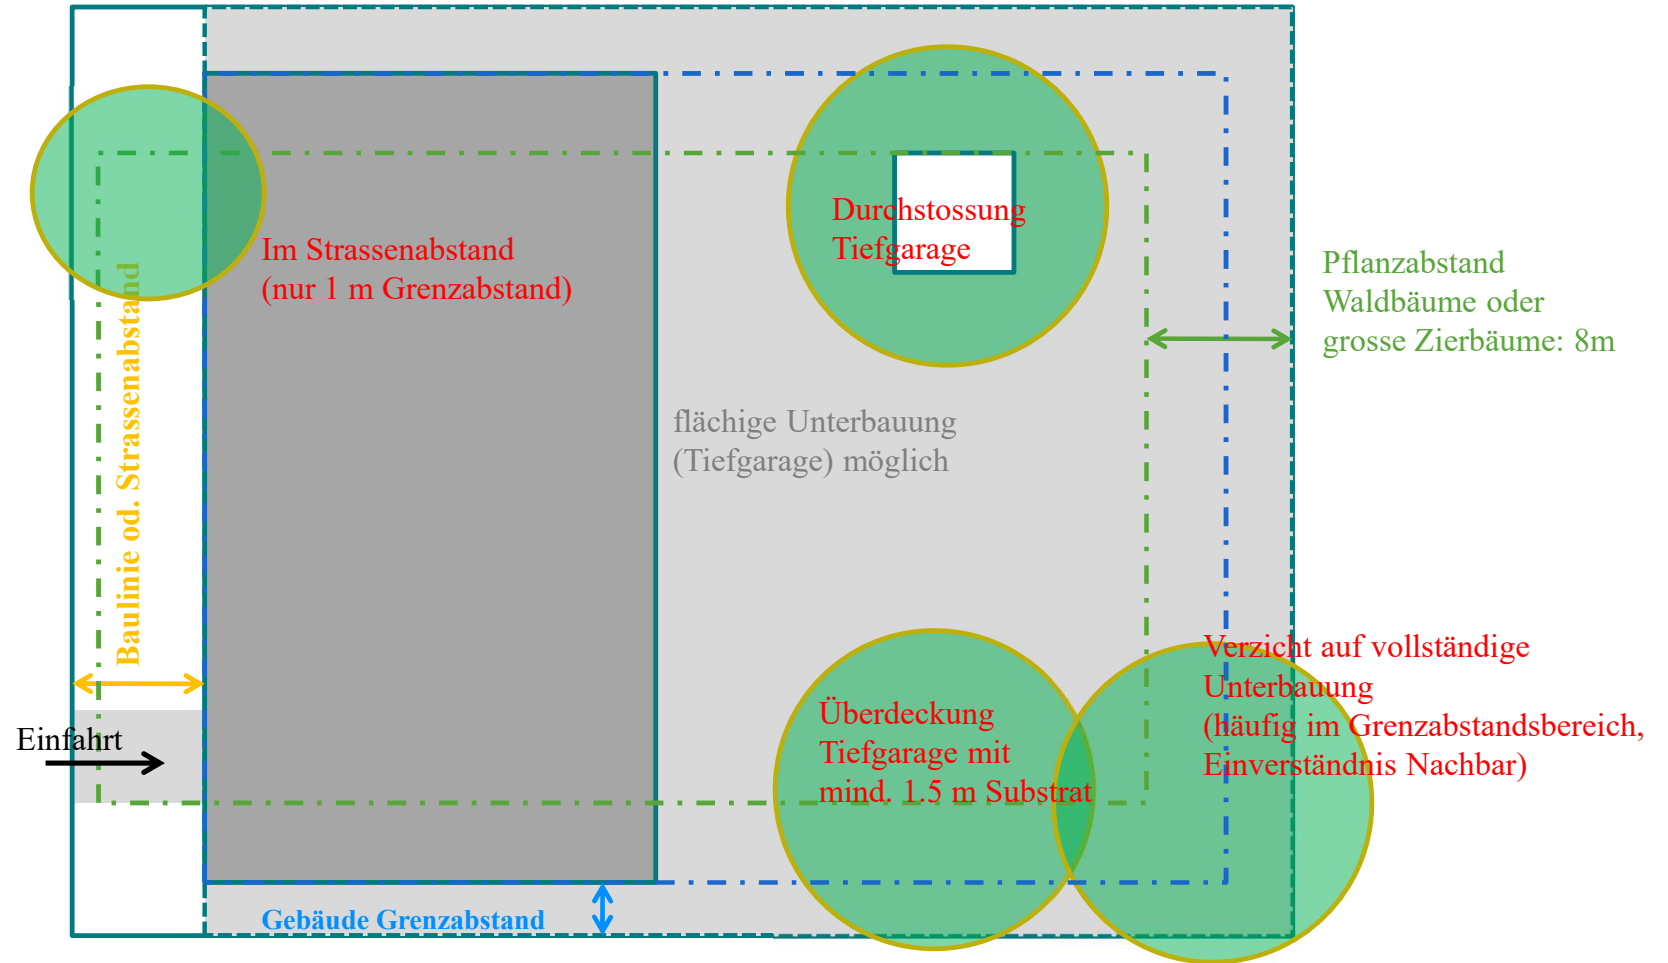 Durchstossung
Tiefgarage
Im Strassenabstand
(nur 1 m Grenzabstand)
Pflanzabstand
Waldbäume oder
grosse Zierbäume: 8m
Baulinie od. Strassenabstand
flächige Unterbauung
(Tiefgarage) möglich
Verzicht auf vollständige
Unterbauung
(häufig im Grenzabstandsbereich,
Einverständnis Nachbar)
Überdeckung
Tiefgarage mit
mind. 1.5 m Substrat
Einfahrt
Gebäude Grenzabstand